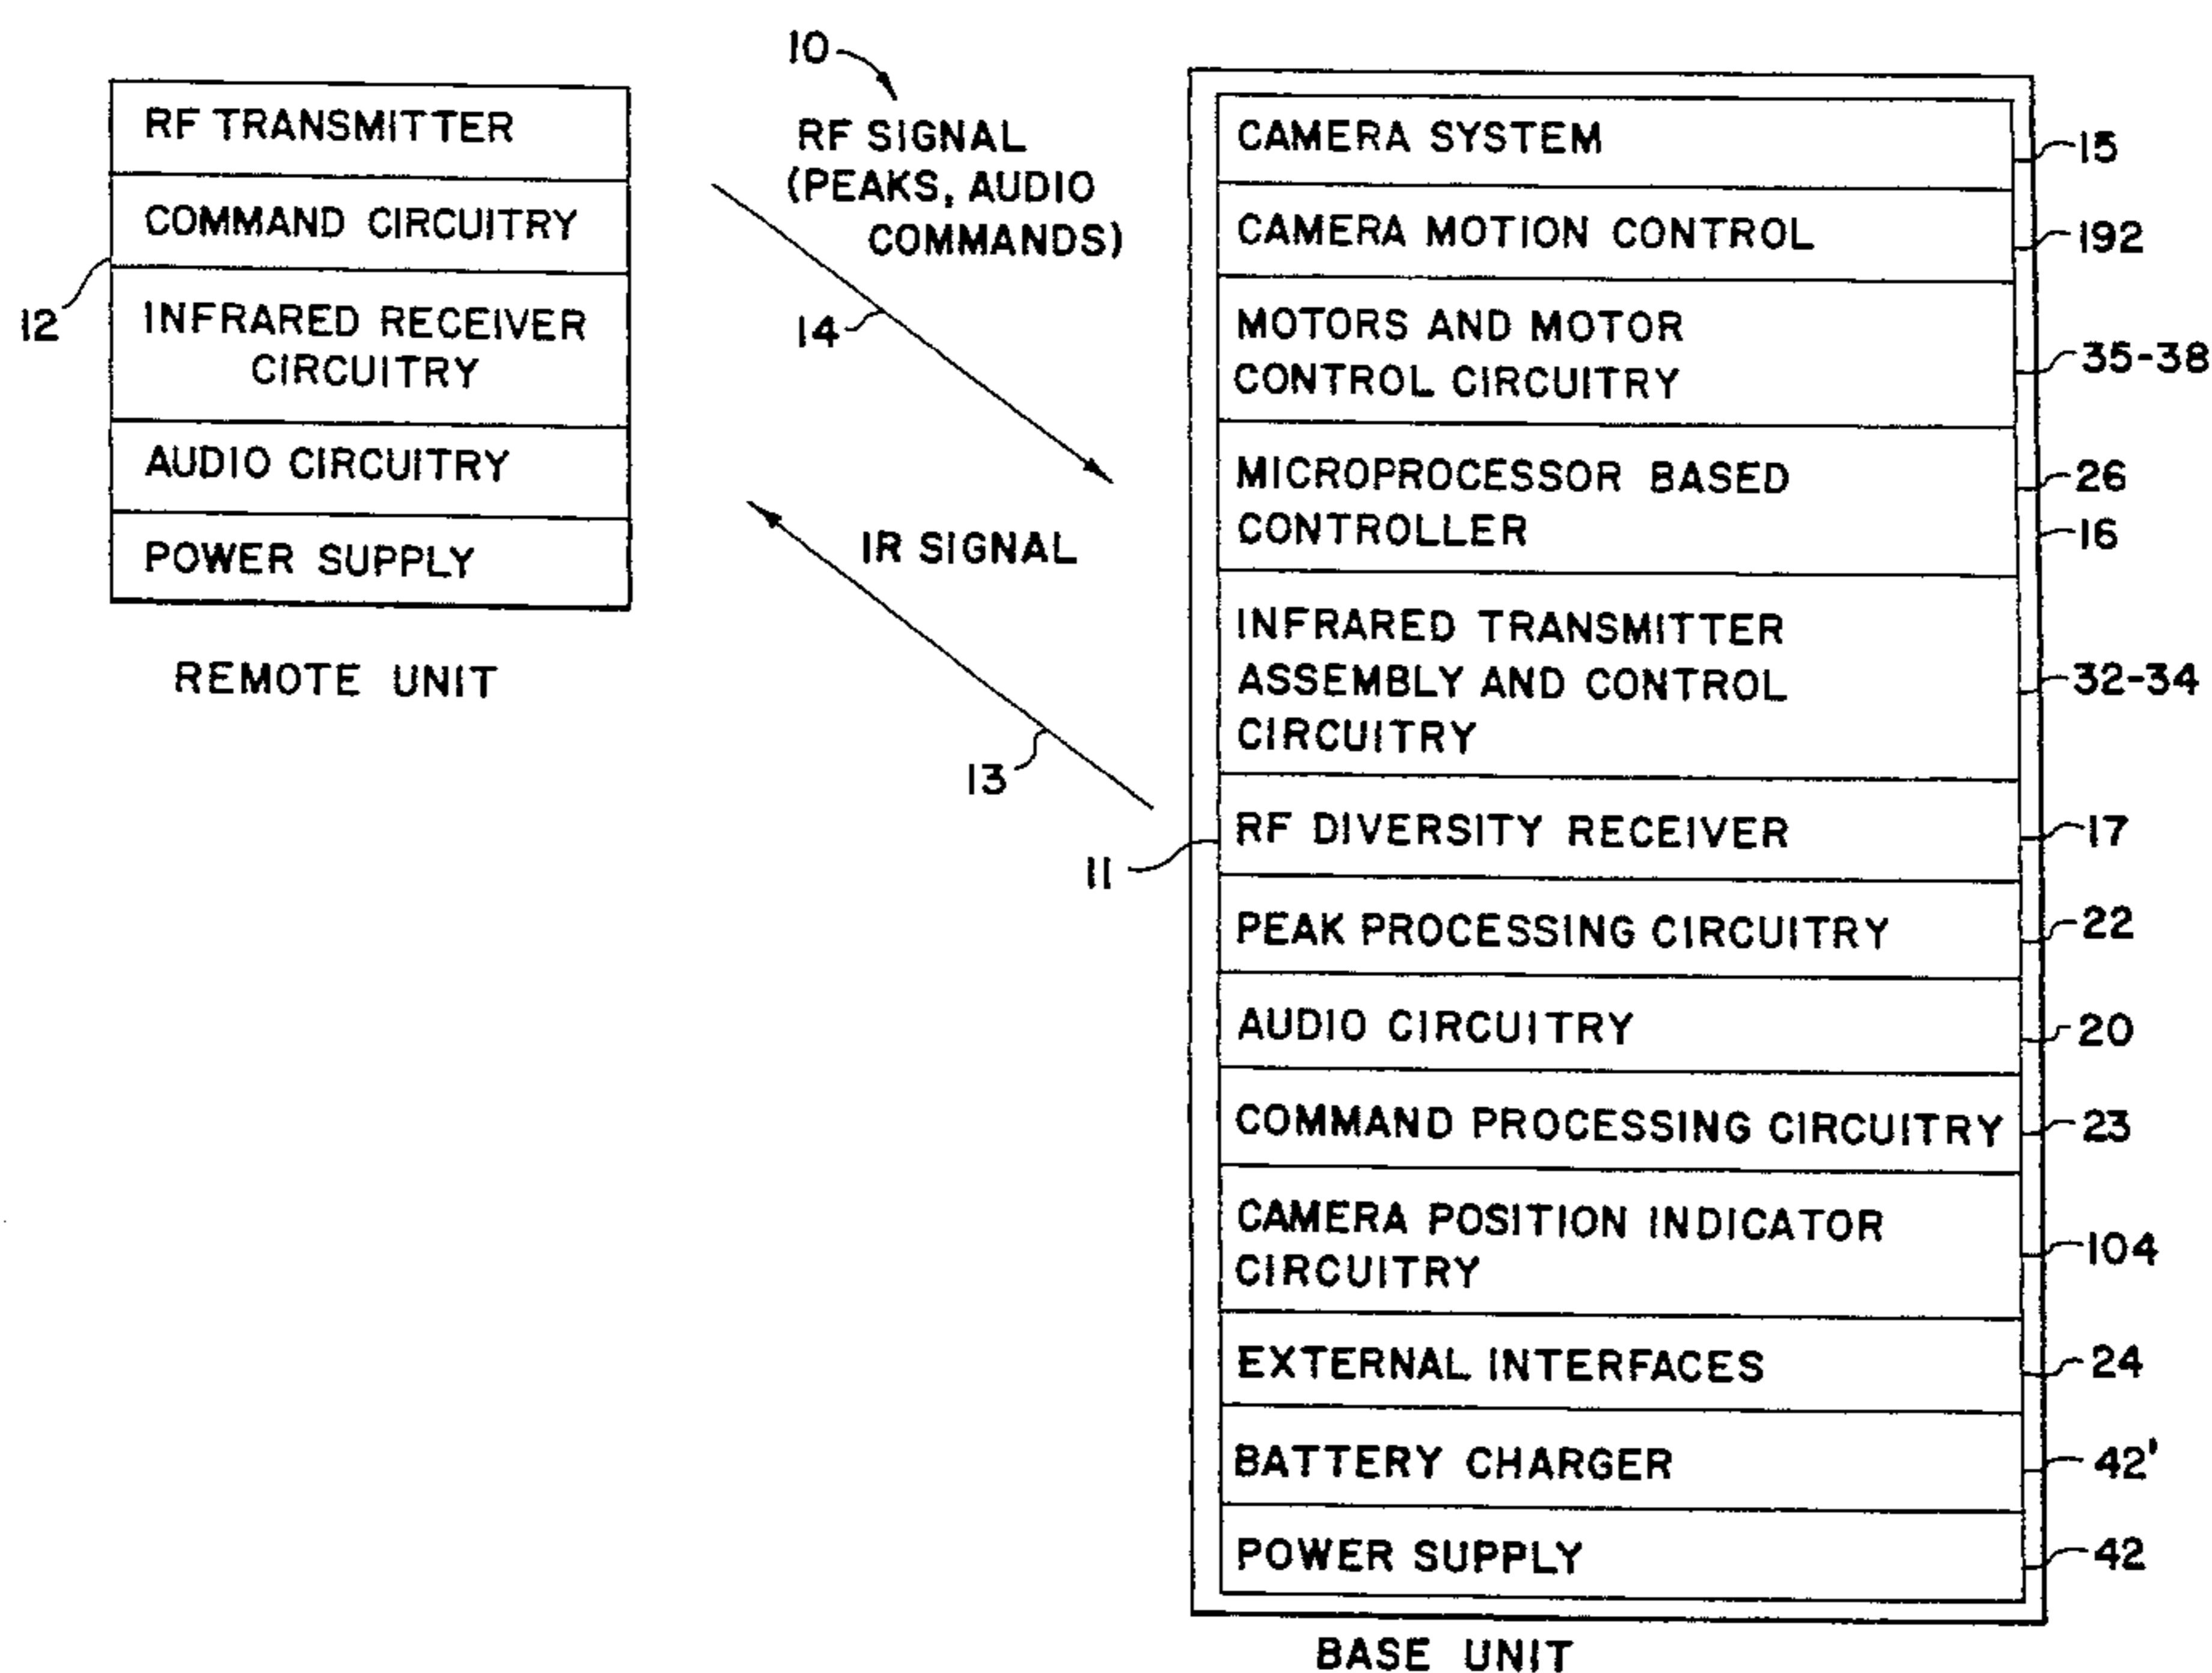 10
RF SIGNAL
(PEAKS, AUDIO
COMMANDS)
RF TRANSMITTER
COMMAND CIRCUITRY
INFRARED RECEIVER
CIRCUITRY
AUDIO CIRCUITRY
POWER SUPPLY
12
REMOTE UNIT
14
IR SIGNAL
13
11
CAMERA SYSTEM
15
CAMERA MOTION CONTROL
192
MOTORS AND MOTOR
CONTROL CIRCUITRY
35-38
MICROPROCESSOR BASED
CONTROLLER
26
16
INFRARED TRANSMITTER
ASSEMBLY AND CONTROL
CIRCUITRY
32-34
RF DIVERSITY RECEIVER
17
PEAK PROCESSING CIRCUITRY
22
AUDIO CIRCUITRY
20
COMMAND PROCESSING CIRCUITRY
23
CAMERA POSITION INDICATOR
CIRCUITRY
104
EXTERNAL INTERFACES
24
BATTERY CHARGER
42'
POWER SUPPLY
42
BASE UNIT